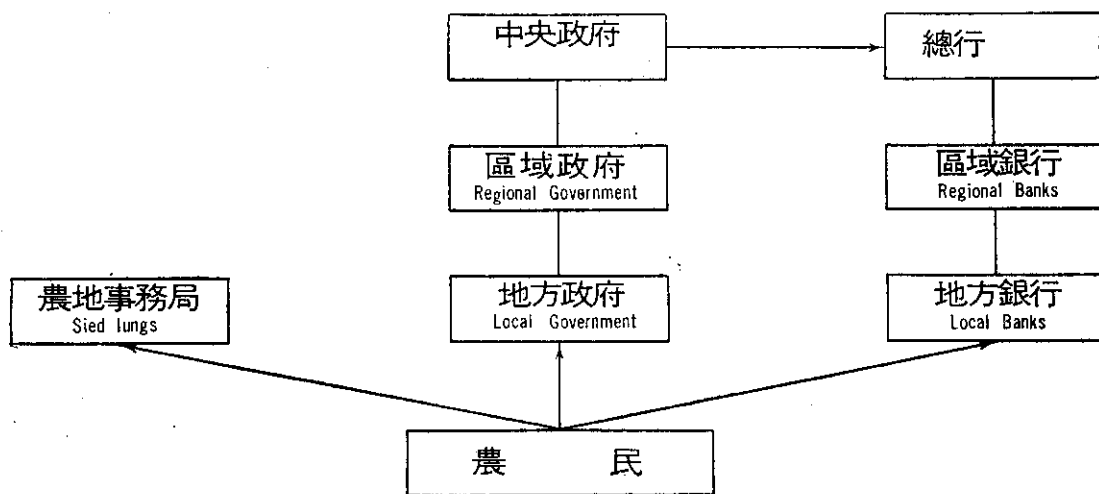 中央政府
總行
區域政府
Regional Government
區域銀行
Regional Banks
農地事務局
Sied lungs
地方政府
Local Government
地方銀行
Local Banks
農 民